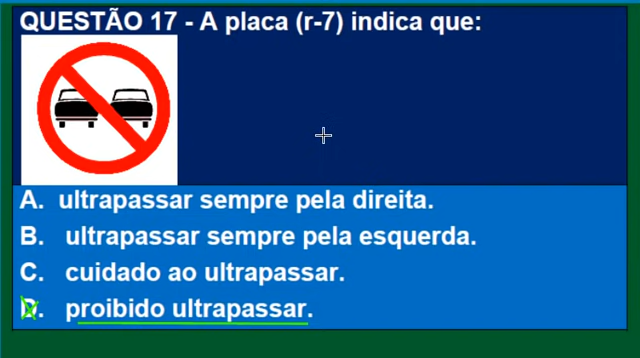 QUESTÃO 17 - A placa (r-7) indica que:
A. ultrapassar sempre pela direita.
B. ultrapassar sempre pela esquerda.
C. cuidado ao ultrapassar.
D. proibido ultrapassar.